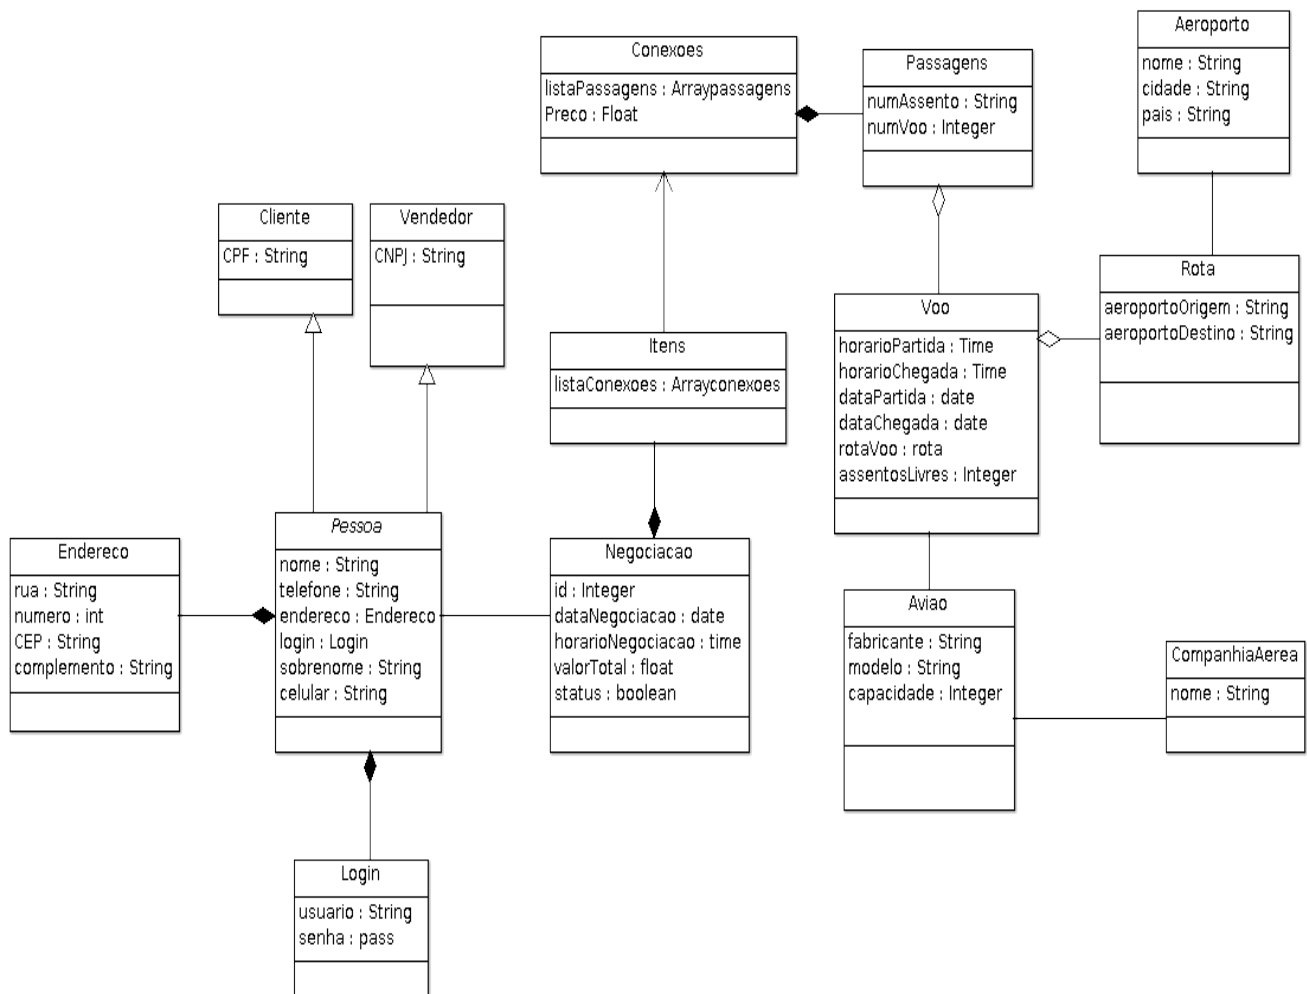 Aeroporto
nome : String
cidade : String
pais : String
Conexoes
listaPassagens : Arraypassagens
Preco : Float
Passagens
numAssento : String
numVoo : Integer
Cliente
CPF : String
Vendedor
CNPJ : String
Rota
aeroportoOrigem : String
aeroportoDestino : String
Voo
horarioPartida : Time
horarioChegada : Time
dataPartida : date
dataChegada : date
rotaVoo : rota
assentosLivres : Integer
Itens
listaConexoes : Arrayconexoes
Pessoa
nome : String
telefone : String
endereco : Endereco
login : Login
sobrenome : String
celular : String
Endereco
rua : String
numero : int
CEP : String
complemento : String
Negociacao
id : Integer
dataNegociacao : date
horarioNegociacao : time
valorTotal : float
status : boolean
Aviao
fabricante : String
modelo : String
capacidade : Integer
CompanhiaAerea
nome : String
Login
usuario : String
senha : pass